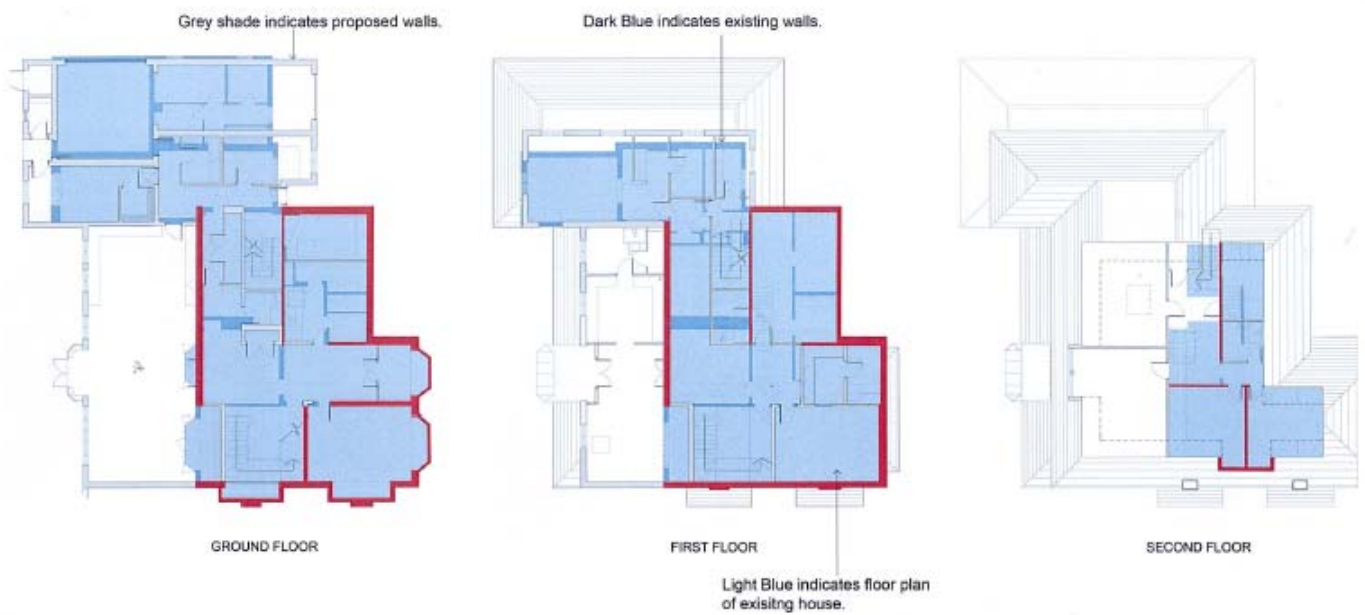 Grey shade indicates proposed walls.
Dark Blue indicates existing walls.
GROUND FLOOR
FIRST FLOOR
SECOND FLOOR
Light Blue indicates floor plan
of exisitng house.